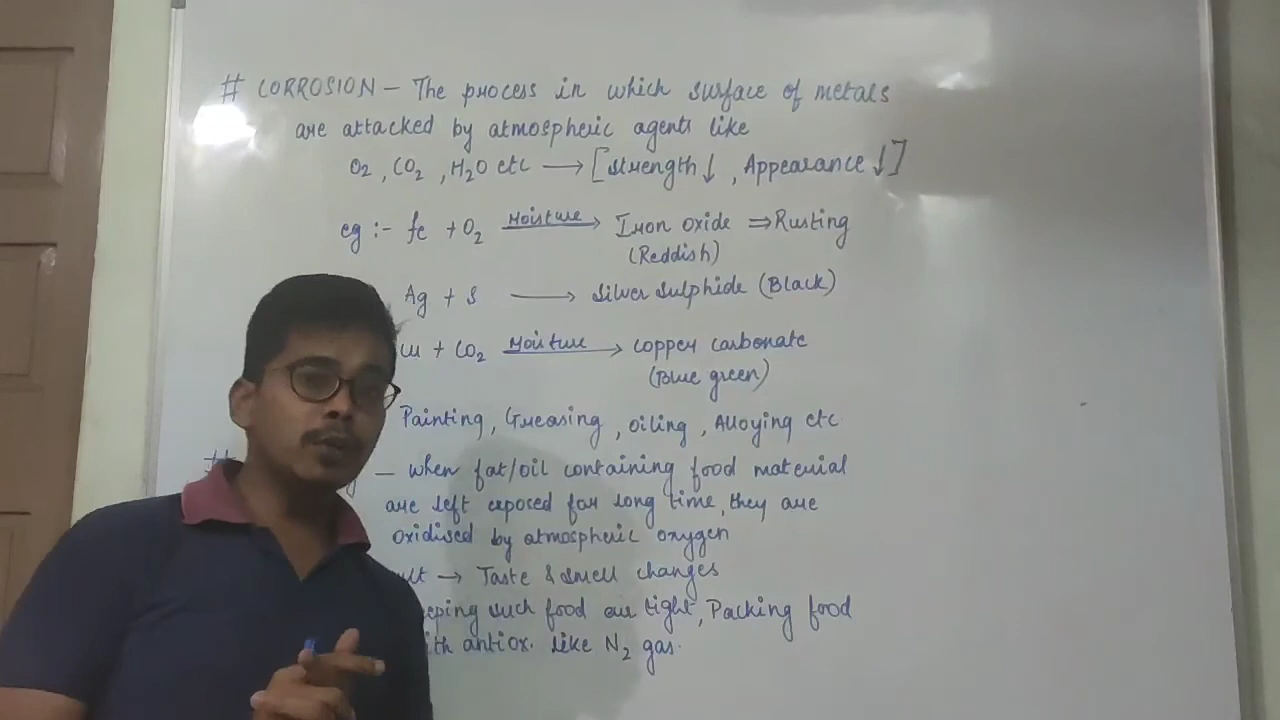 # CORROSION – The process in which surface of metals
are attacked by atmospheric agents like
O₂, CO₂, H₂O etc → [Strength↓, Appearance↓]
eg :- fe + O₂ Moisture→ Iron oxide ⇒ Rusting
(Reddish)
Ag + S → Silver Sulphide (Black)
Cu + CO₂ Moisture→ copper carbonate
(Blue green)
Painting, Greasing, oiling, Alloying etc
– when fat/oil containing food material
are left exposed for long time, they are
oxidised by atmospheric oxygen
→ Taste & smell changes
such food air tight, Packing food
antiox. like N₂ gas.